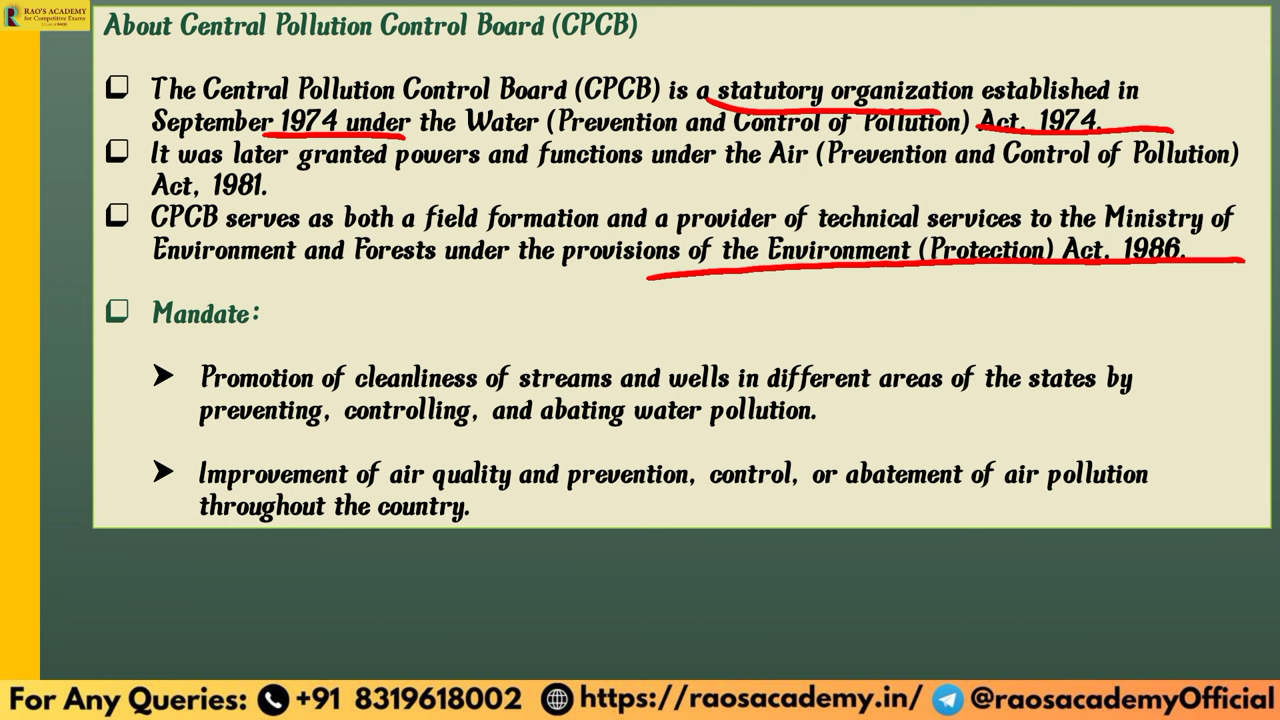 RAO'S ACADEMY
for Competitive Exams
About Central Pollution Control Board (CPCB)
The Central Pollution Control Board (CPCB) is a statutory organization established in
September 1974 under the Water (Prevention and Control of Pollution) Act, 1974.
It was later granted powers and functions under the Air (Prevention and Control of Pollution)
Act, 1981.
CPCB serves as both a field formation and a provider of technical services to the Ministry of
Environment and Forests under the provisions of the Environment (Protection) Act, 1986.
Mandate:
Promotion of cleanliness of streams and wells in different areas of the states by
preventing, controlling, and abating water pollution.
Improvement of air quality and prevention, control, or abatement of air pollution
throughout the country.
For Any Queries: +91 8319618002 https://raosacademy.in/ @raosacademyOfficial